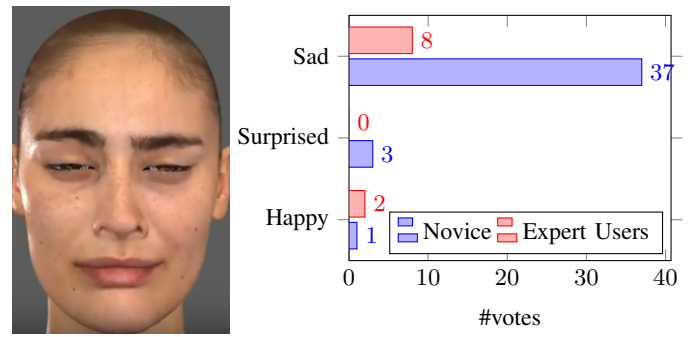 Sad
8
37
Surprised
0
3
Happy
2
1
Novice Expert Users
0 10 20 30 40
#votes